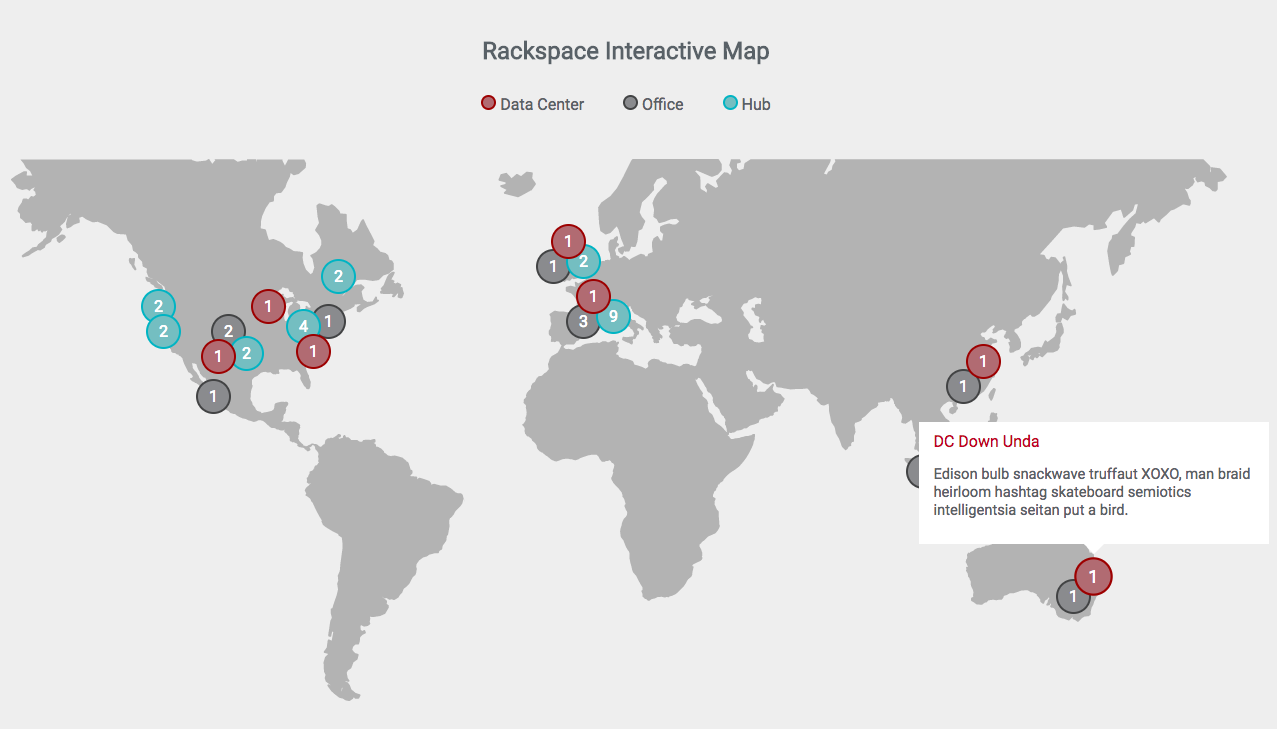 Rackspace Interactive Map
Data Center Office Hub
1
1 2
2
1
3 9
2
2
1
2
4 1
1 2
1
1
1
1
DC Down Unda
Edison bulb snackwave truffaut XOXO, man braid
heirloom hashtag skateboard semiotics
intelligentsia seitan put a bird.
1
1